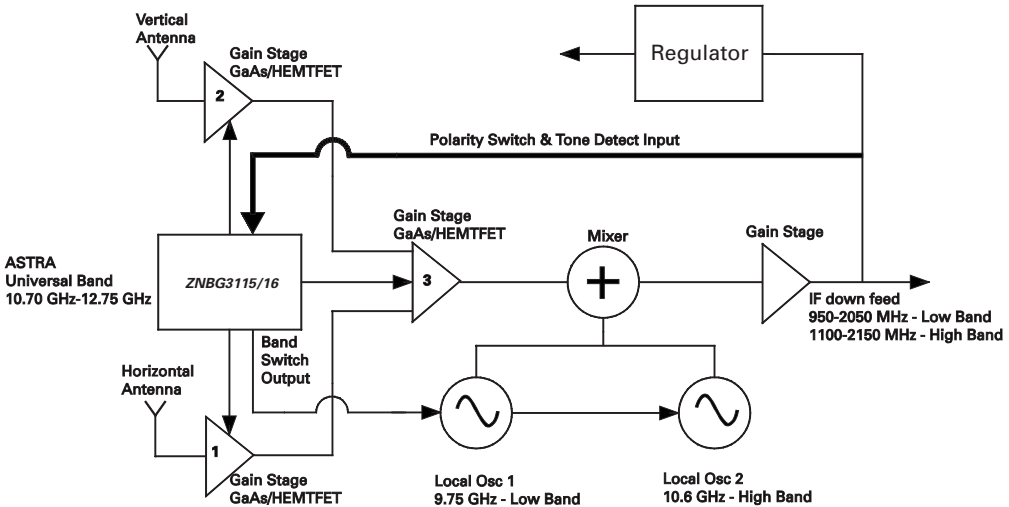 Vertical
Antenna
Gain Stage
GaAs/HEMTFET
2
Regulator
Polarity Switch & Tone Detect Input
ASTRA
Universal Band
10.70 GHz-12.75 GHz
ZNBG3115/16
Gain Stage
GaAs/HEMTFET
3
Mixer
+
Gain Stage
IF down feed
950-2050 MHz - Low Band
1100-2150 MHz - High Band
Band
Switch
Output
Horizontal
Antenna
1
Gain Stage
GaAs/HEMTFET
Local Osc 1
9.75 GHz - Low Band
Local Osc 2
10.6 GHz - High Band